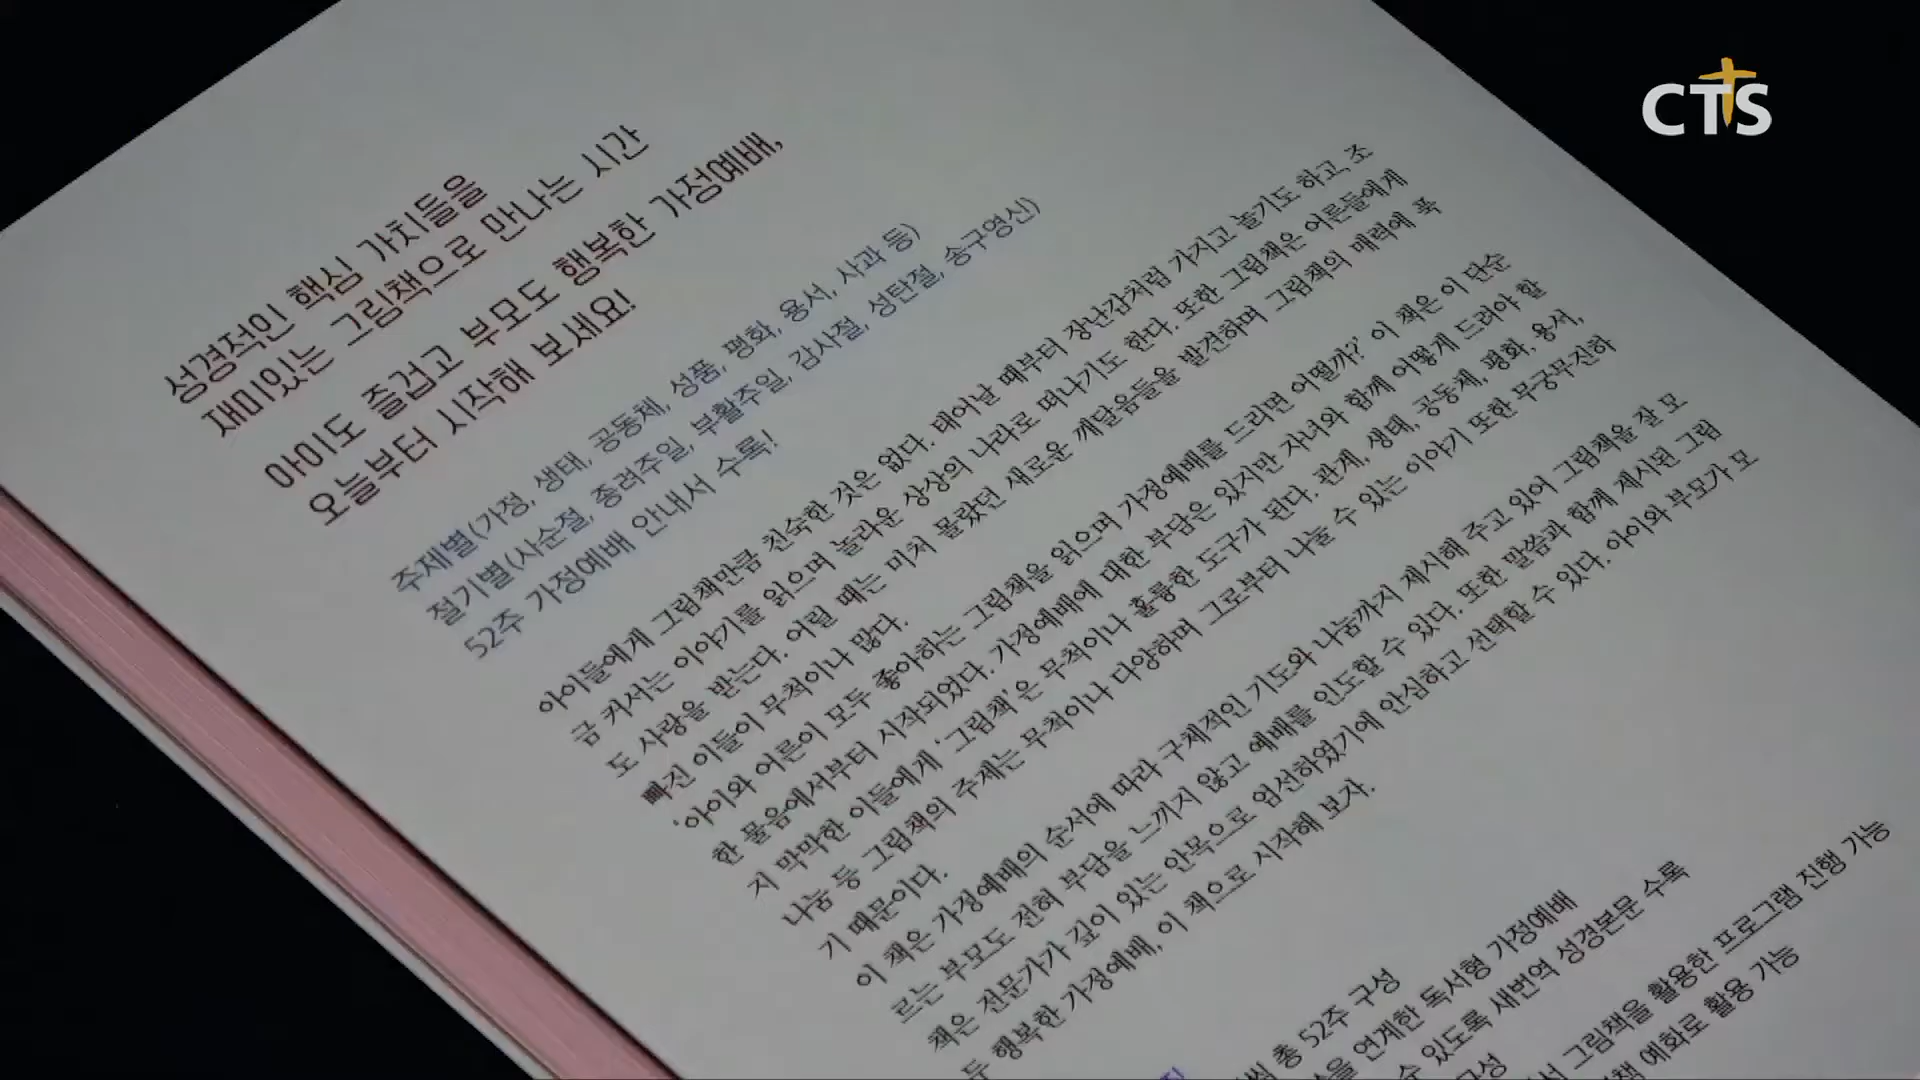 CTS
성경적인 핵심 가치들을
재미있는 그림책으로 만나는 시간
아이도 즐겁고 부모도 행복한 가정예배,
오늘부터 시작해 보세요!
주제별(가정, 생태, 공동체, 성품, 평화, 용서, 사과 등)
절기별(사순절, 종려주일, 부활주일, 감사절, 성탄절, 송구영신)
52주 가정예배 안내서 수록!
아이들에게 그림책만큼 친숙한 것은 없다. 태어날 때부터 장난감처럼 가지고 놀기도 하고, 조
금 커서는 이야기를 읽으며 놀라운 상상의 나라로 떠나기도 한다. 또한 그림책은 어른들에게
도 사랑을 받는다. 어릴 때는 미처 몰랐던 새로운 깨달음들을 발견하며 그림책의 매력에 푹
빠진 이들이 무척이나 많다.
‘아이와 어른이 모두 좋아하는 그림책을 읽으며 가정예배를 드리면 어떨까?’ 이 책은 이 단순
한 물음에서부터 시작되었다. 가정예배에 대한 부담은 있지만 자녀와 함께 어떻게 드려야 할
지 막막한 이들에게 ‘그림책’은 무척이나 훌륭한 도구가 된다. 관계, 생태, 공동체, 평화, 용서,
나눔 등 그림책의 주제는 무척이나 다양하며 그로부터 나눌 수 있는 이야기 또한 무궁무진하
기 때문이다.
이 책은 가정예배의 순서에 따라 구체적인 기도와 나눔까지 제시해 주고 있어 그림책을 잘 모
르는 부모도 전혀 부담을 느끼지 않고 예배를 인도할 수 있다. 또한 말씀과 함께 제시된 그림
책은 전문가가 깊이 있는 안목으로 엄선하였기에 안심하고 선택할 수 있다. 아이와 부모가 모
두 행복한 가정예배, 이 책으로 시작해 보자.
총 52주 구성
연계한 독서형 가정예배
수 있도록 새번역 성경본문 수록
구성
그림책을 활용한 프로그램 진행 가능
예화로 활용 가능